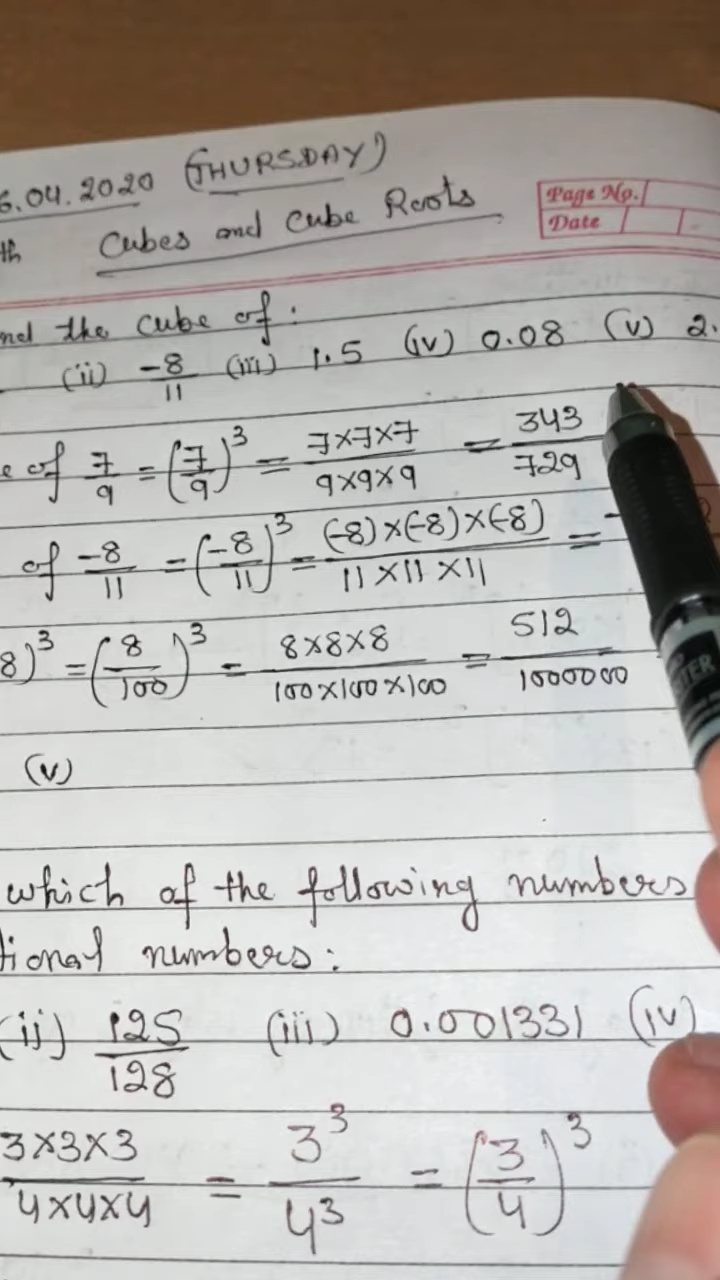 6.04.2020 (THURSDAY)
th Cubes and Cube Roots
Page No.
Date
nd the cube of:
(ii) -8/11 (iii) 1.5 (iv) 0.08 (v) 2.
e of 7/9 = (7/9)^3 = 7×7×7/9×9×9 = 343/729
of -8/11 = (-8/11)^3 = (-8)×(-8)×(-8)/11×11×11 = -
8)^3 = (8/100)^3 = 8×8×8/100×100×100 = 512/1000000
(v)
which of the following numbers
tional numbers:
(ii) 125/128 (iii) 0.001331 (iv)
3×3×3/4×4×4 = 3^3/4^3 = (3/4)^3